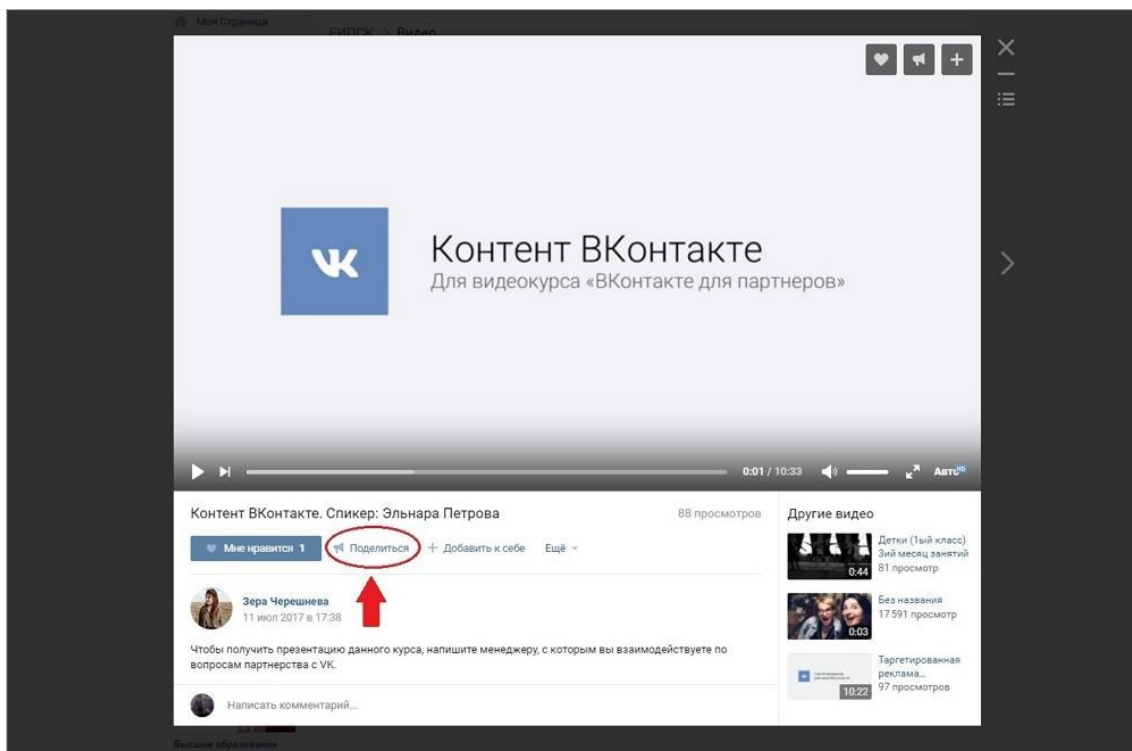 Моя Страница
ЕИПСК > Видео
VK
Контент ВКонтакте
Для видеокурса «ВКонтакте для партнеров»
0:01 / 10:33
Авто HD
Контент ВКонтакте. Спикер: Эльнара Петрова
88 просмотров
Мне нравится 1
Поделиться
Добавить к себе
Ещё
Зера Черешнева
11 июл 2017 в 17:38
Чтобы получить презентацию данного курса, напишите менеджеру, с которым вы взаимодействуете по
вопросам партнерства с VK.
Написать комментарий...
Другие видео
Детки (1ый класс)
3ий месяц занятий
81 просмотр
0:44
Без названия
17 591 просмотр
0:03
Таргетированная
реклама...
97 просмотров
10:22
Высшее образование